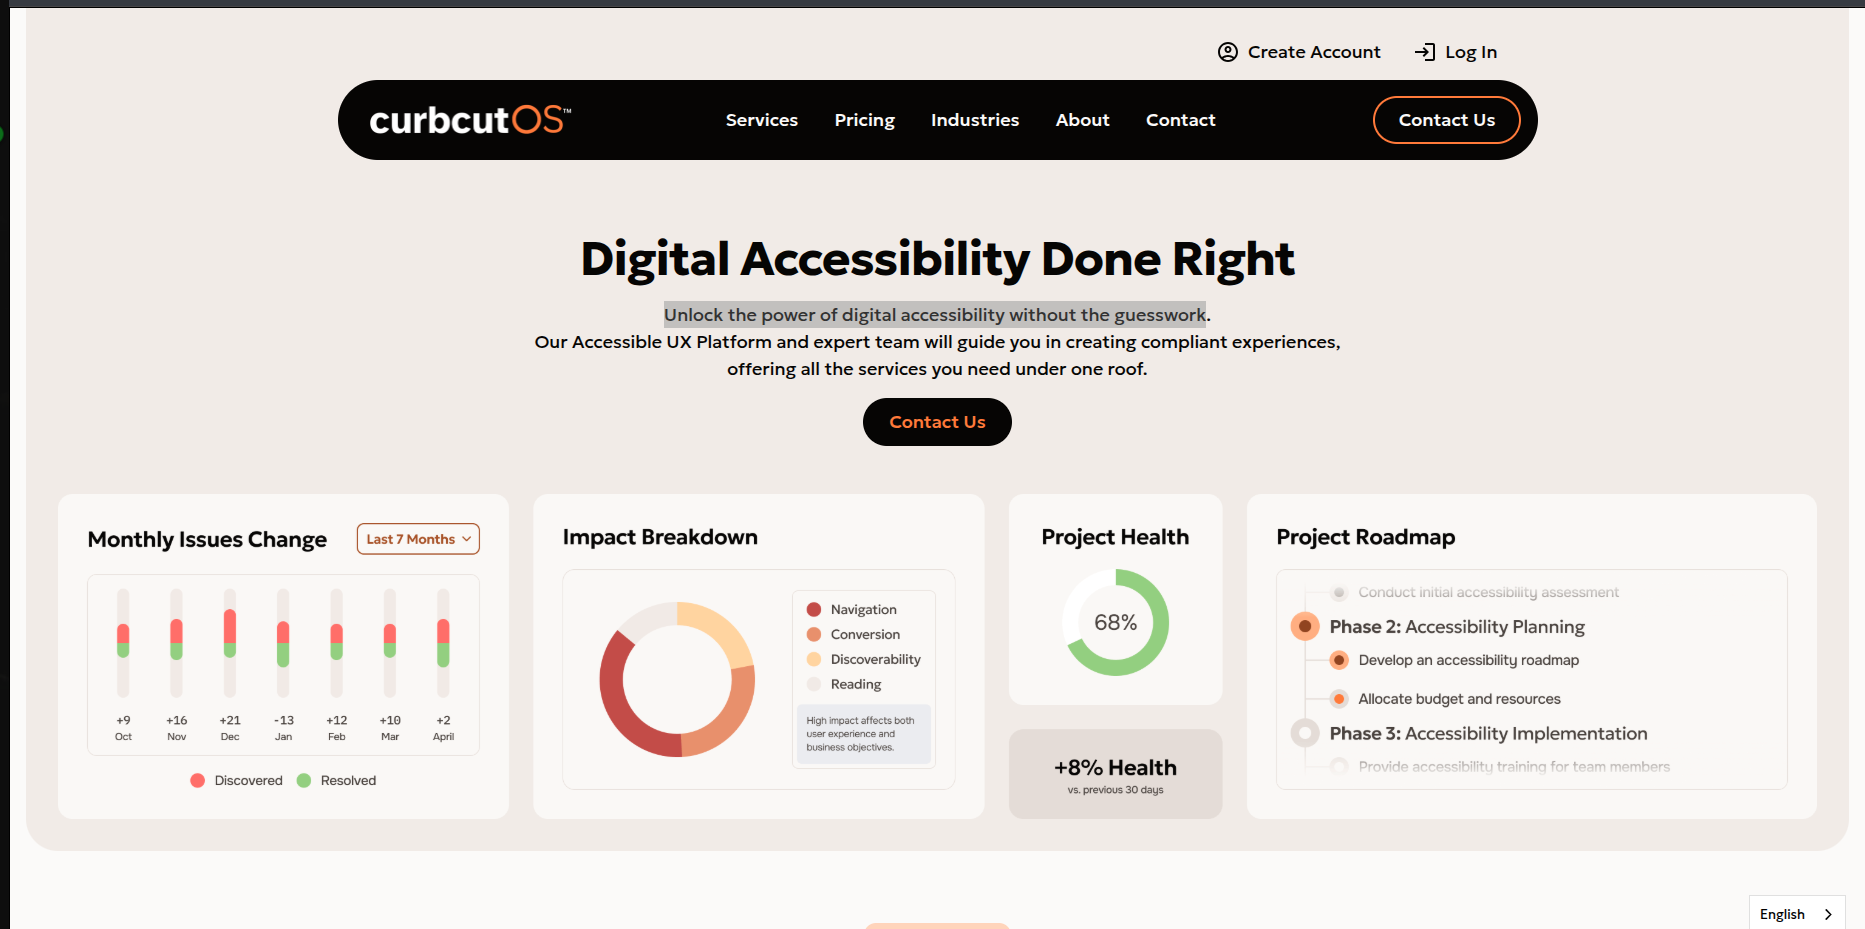 Create Account
Log In
curbcutOS™
Services
Pricing
Industries
About
Contact
Contact Us
Digital Accessibility Done Right
Unlock the power of digital accessibility without the guesswork.
Our Accessible UX Platform and expert team will guide you in creating compliant experiences,
offering all the services you need under one roof.
Contact Us
Monthly Issues Change
Last 7 Months
+9 +16 +21 -13 +12 +10 +2
Oct Nov Dec Jan Feb Mar April
Discovered Resolved
Impact Breakdown
Navigation
Conversion
Discoverability
Reading
High impact affects both
user experience and
business objectives.
Project Health
68%
+8% Health
vs. previous 30 days
Project Roadmap
Conduct initial accessibility assessment
Phase 2: Accessibility Planning
Develop an accessibility roadmap
Allocate budget and resources
Phase 3: Accessibility Implementation
Provide accessibility training for team members
English